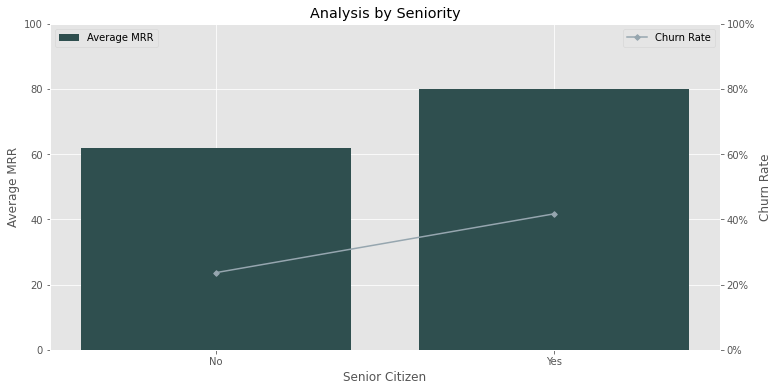 Analysis by Seniority
Average MRR
Churn Rate
100
80
60
40
20
0
Average MRR
100%
80%
60%
40%
20%
0%
Churn Rate
No
Yes
Senior Citizen